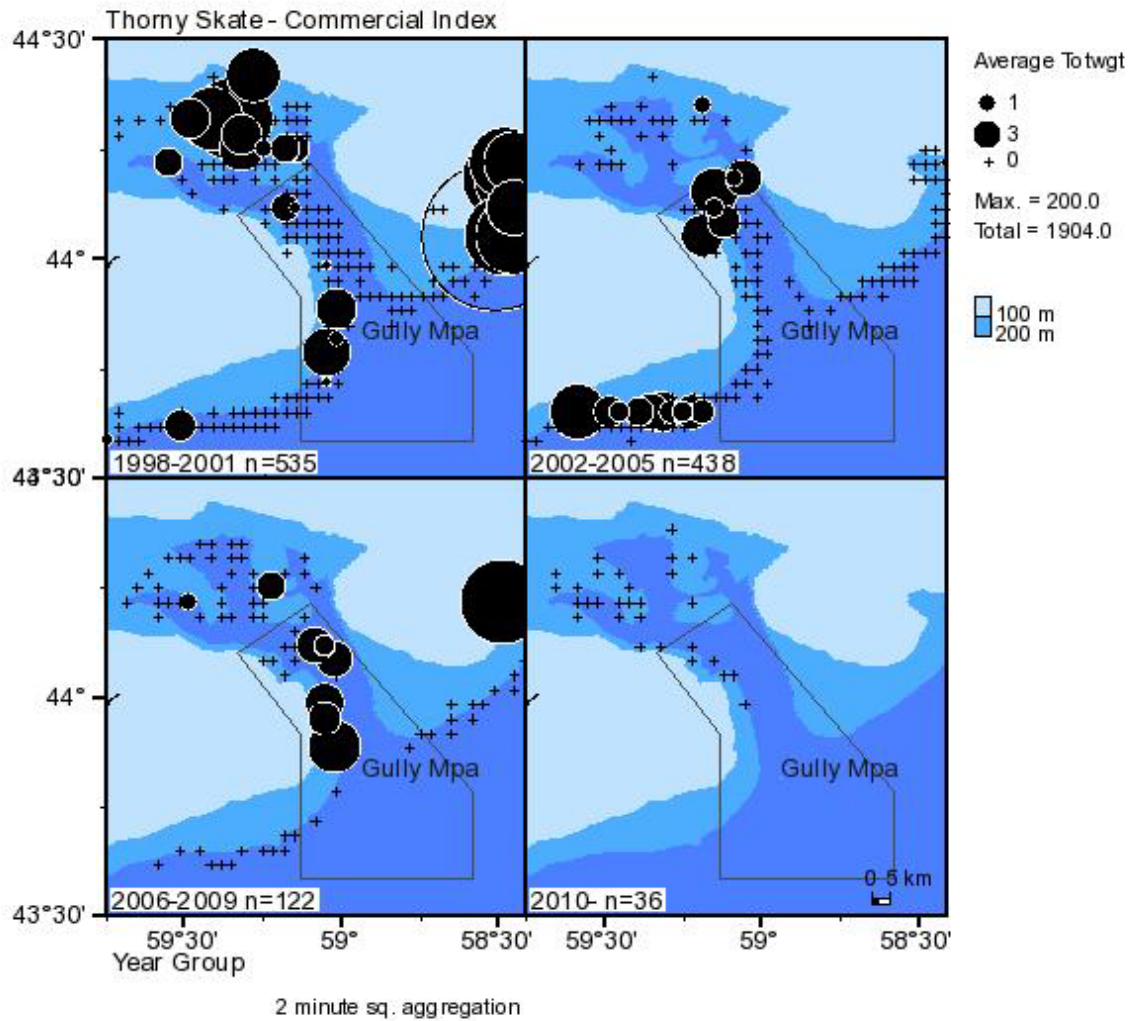 Thorny Skate - Commercial Index
44°30'
Average Totwgt
1
3
0
Max. = 200.0
Total = 1904.0
44°
100 m
200 m
Gully Mpa
Gully Mpa
1998-2001 n=535
2002-2005 n=438
30'
44°
Gully Mpa
Gully Mpa
0 5 km
2006-2009 n=122
2010- n=36
43°30'
59°30'
59°
58°30'
59°30'
59°
58°30'
Year Group
2 minute sq. aggregation